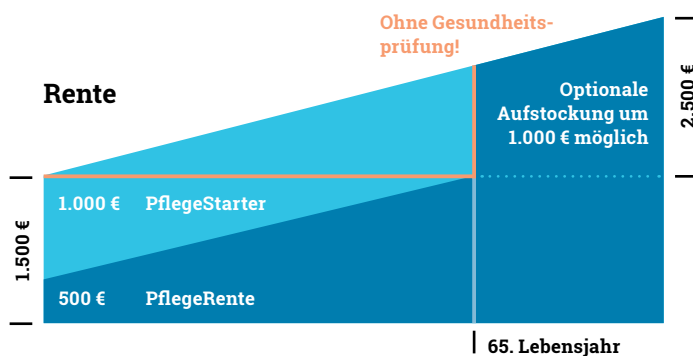 Ohne Gesundheits-
prüfung!
Rente
Optionale
Aufstockung um
1.000 € möglich
2.500 €
1.000 € PflegeStarter
1.500 €
500 € PflegeRente
65. Lebensjahr